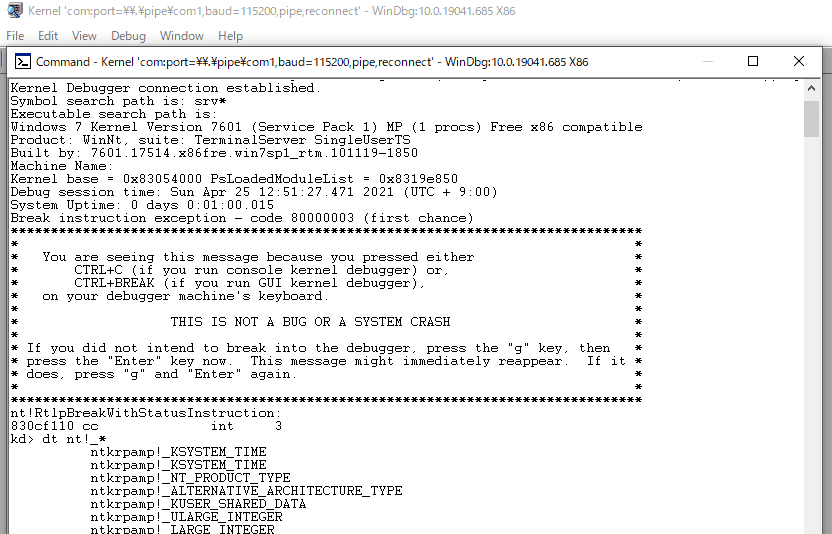 Kernel 'com:port=¥¥.¥pipe¥com1,baud=115200,pipe,reconnect' - WinDbg:10.0.19041.685 X86
File Edit View Debug Window Help
Command - Kernel 'com:port=¥¥.¥pipe¥com1,baud=115200,pipe,reconnect' - WinDbg:10.0.19041.685 X86
Kernel Debugger connection established.
Symbol search path is: srv*
Executable search path is:
Windows 7 Kernel Version 7601 (Service Pack 1) MP (1 procs) Free x86 compatible
Product: WinNt, suite: TerminalServer SingleUserTS
Built by: 7601.17514.x86fre.win7sp1_rtm.101119-1850
Machine Name:
Kernel base = 0x83054000 PsLoadedModuleList = 0x8319e850
Debug session time: Sun Apr 25 12:51:27.471 2021 (UTC + 9:00)
System Uptime: 0 days 0:01:00.015
Break instruction exception - code 80000003 (first chance)
*******************************************************************************
*                                                                             *
*   You are seeing this message because you pressed either                    *
*       CTRL+C (if you run console kernel debugger) or,                       *
*       CTRL+BREAK (if you run GUI kernel debugger),                          *
*   on your debugger machine's keyboard.                                      *
*                                                                             *
*                   THIS IS NOT A BUG OR A SYSTEM CRASH                       *
*                                                                             *
* If you did not intend to break into the debugger, press the "g" key, then   *
* press the "Enter" key now.  This message might immediately reappear.  If it *
* does, press "g" and "Enter" again.                                          *
*                                                                             *
*******************************************************************************
nt!RtlpBreakWithStatusInstruction:
830cf110 cc              int     3
kd> dt nt!_*
          ntkrpamp!_KSYSTEM_TIME
          ntkrpamp!_KSYSTEM_TIME
          ntkrpamp!_NT_PRODUCT_TYPE
          ntkrpamp!_ALTERNATIVE_ARCHITECTURE_TYPE
          ntkrpamp!_KUSER_SHARED_DATA
          ntkrpamp!_ULARGE_INTEGER
          ntkrpamp!_LARGE_INTEGER